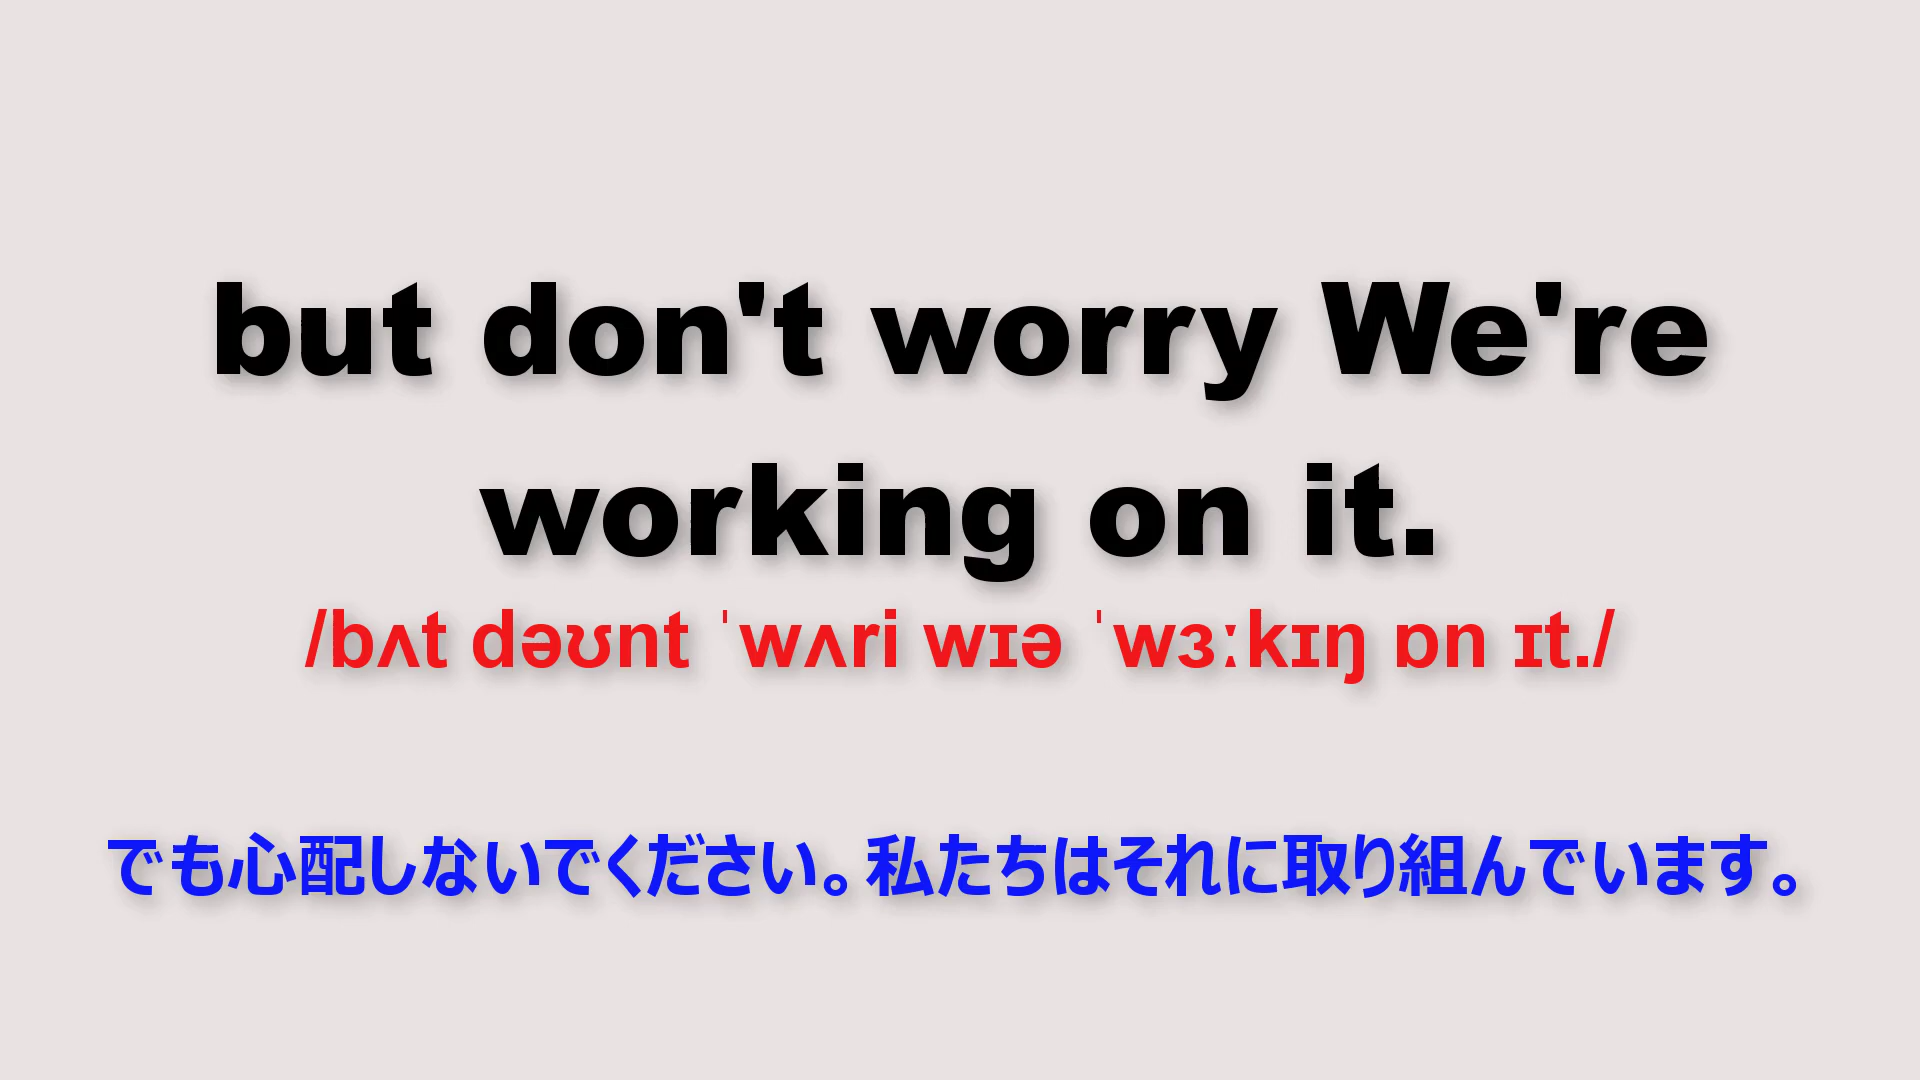 but don't worry We're
working on it.
/bʌt dəʊnt ˈwʌri wɪə ˈwɜːkɪŋ ɒn ɪt./
でも心配しないでください。私たちはそれに取り組んでいます。